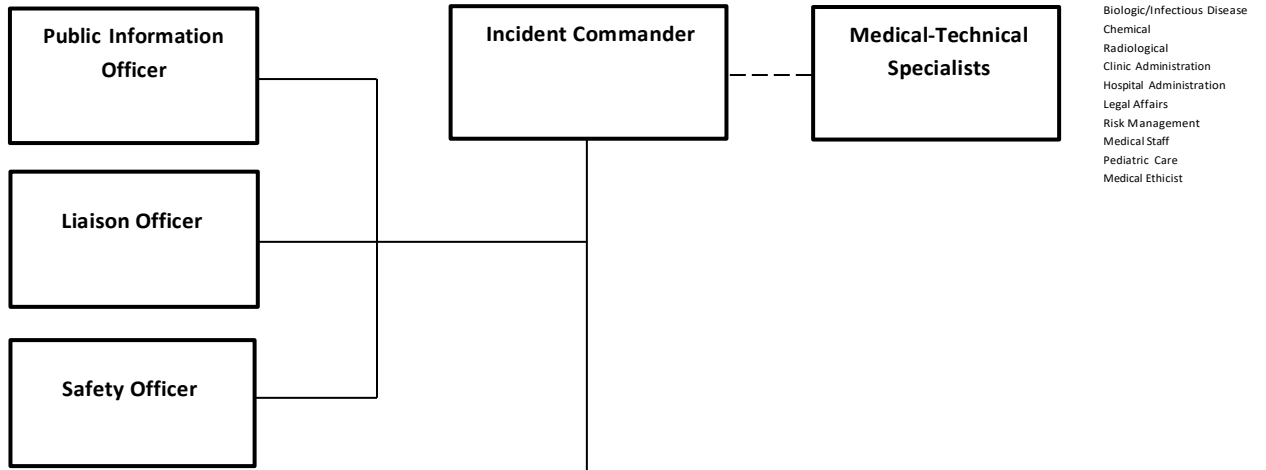 Public Information
Officer
Incident Commander
Medical-Technical
Specialists
Biologic/Infectious Disease
Chemical
Radiological
Clinic Administration
Hospital Administration
Legal Affairs
Risk Management
Medical Staff
Pediatric Care
Medical Ethicist
Liaison Officer
Safety Officer